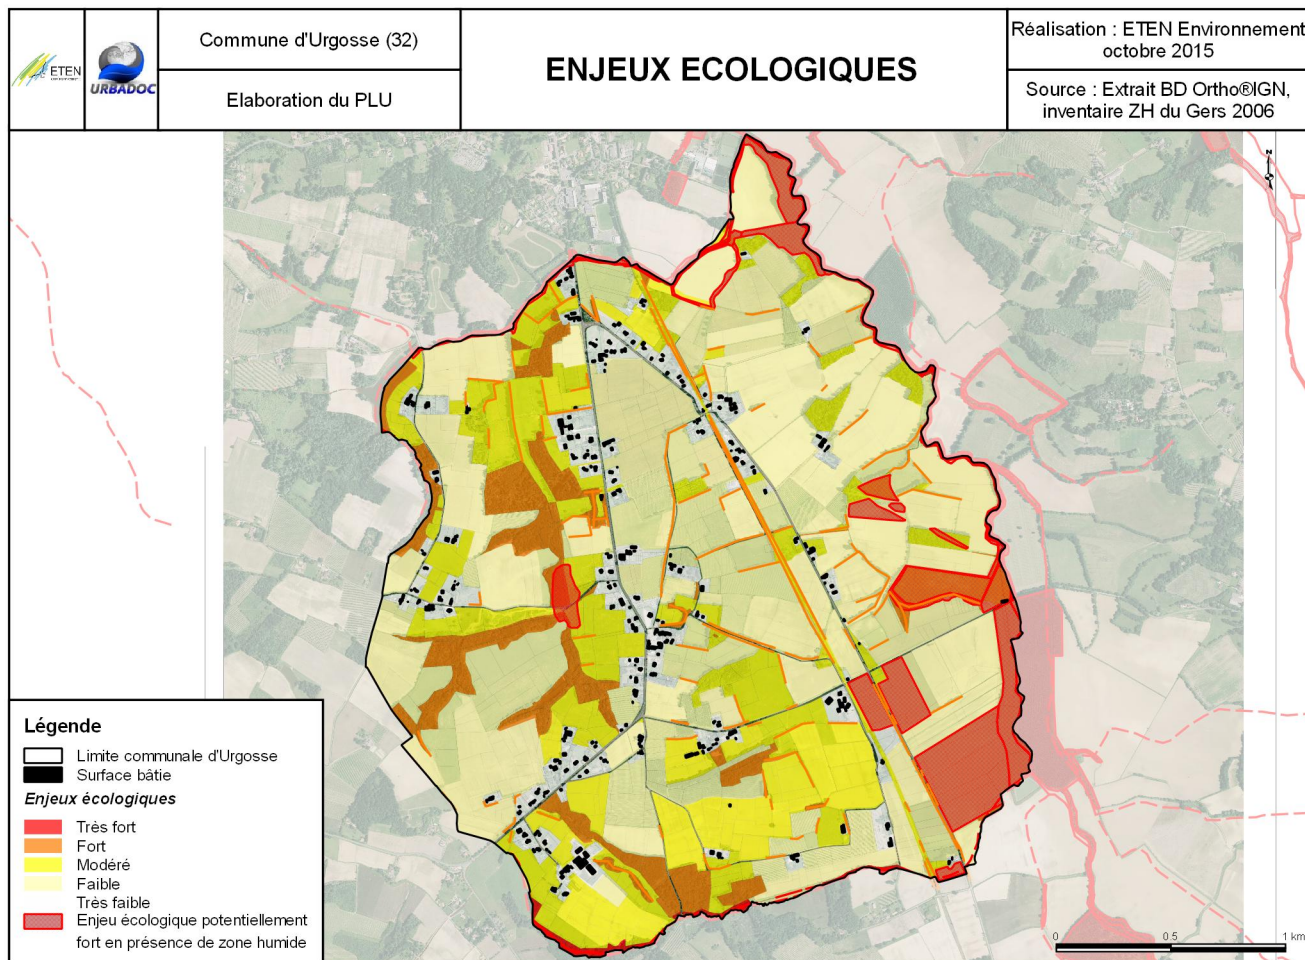 ETEN
URBADOC
Commune d'Urgosse (32)
Elaboration du PLU
ENJEUX ECOLOGIQUES
Réalisation : ETEN Environnement
octobre 2015
Source : Extrait BD Ortho®IGN,
inventaire ZH du Gers 2006
N
Légende
Limite communale d'Urgosse
Surface bâtie
Enjeux écologiques
Très fort
Fort
Modéré
Faible
Très faible
Enjeu écologique potentiellement
fort en présence de zone humide
0 0.5 1 km